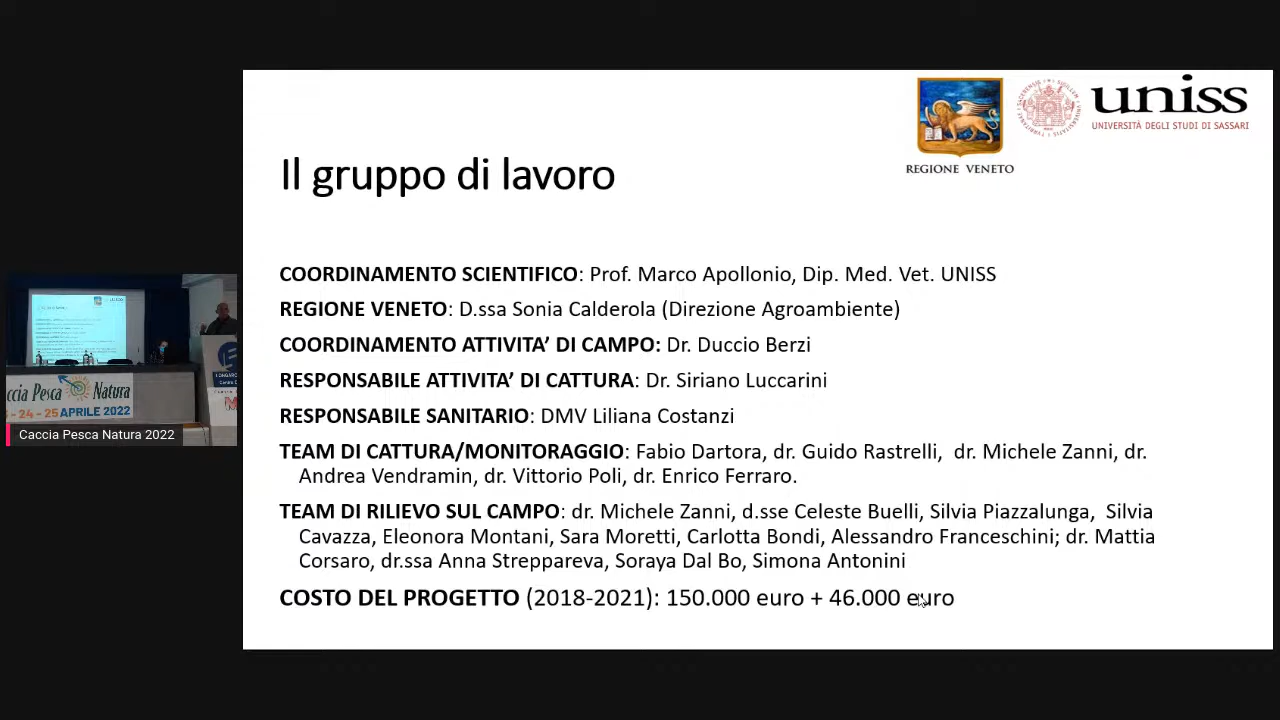 uniss
UNIVERSITÀ DEGLI STUDI DI SASSARI
REGIONE VENETO
Il gruppo di lavoro
COORDINAMENTO SCIENTIFICO: Prof. Marco Apollonio, Dip. Med. Vet. UNISS
REGIONE VENETO: D.ssa Sonia Calderola (Direzione Agroambiente)
COORDINAMENTO ATTIVITA’ DI CAMPO: Dr. Duccio Berzi
RESPONSABILE ATTIVITA’ DI CATTURA: Dr. Siriano Luccarini
RESPONSABILE SANITARIO: DMV Liliana Costanzi
TEAM DI CATTURA/MONITORAGGIO: Fabio Dartora, dr. Guido Rastrelli, dr. Michele Zanni, dr.
Andrea Vendramin, dr. Vittorio Poli, dr. Enrico Ferraro.
TEAM DI RILIEVO SUL CAMPO: dr. Michele Zanni, d.sse Celeste Buelli, Silvia Piazzalunga, Silvia
Cavazza, Eleonora Montani, Sara Moretti, Carlotta Bondi, Alessandro Franceschini; dr. Mattia
Corsaro, dr.ssa Anna Streppareva, Soraya Dal Bo, Simona Antonini
COSTO DEL PROGETTO (2018-2021): 150.000 euro + 46.000 euro
uniss
Pesca Natura
- 24 - 25 APRILE 2022
Caccia Pesca Natura 2022